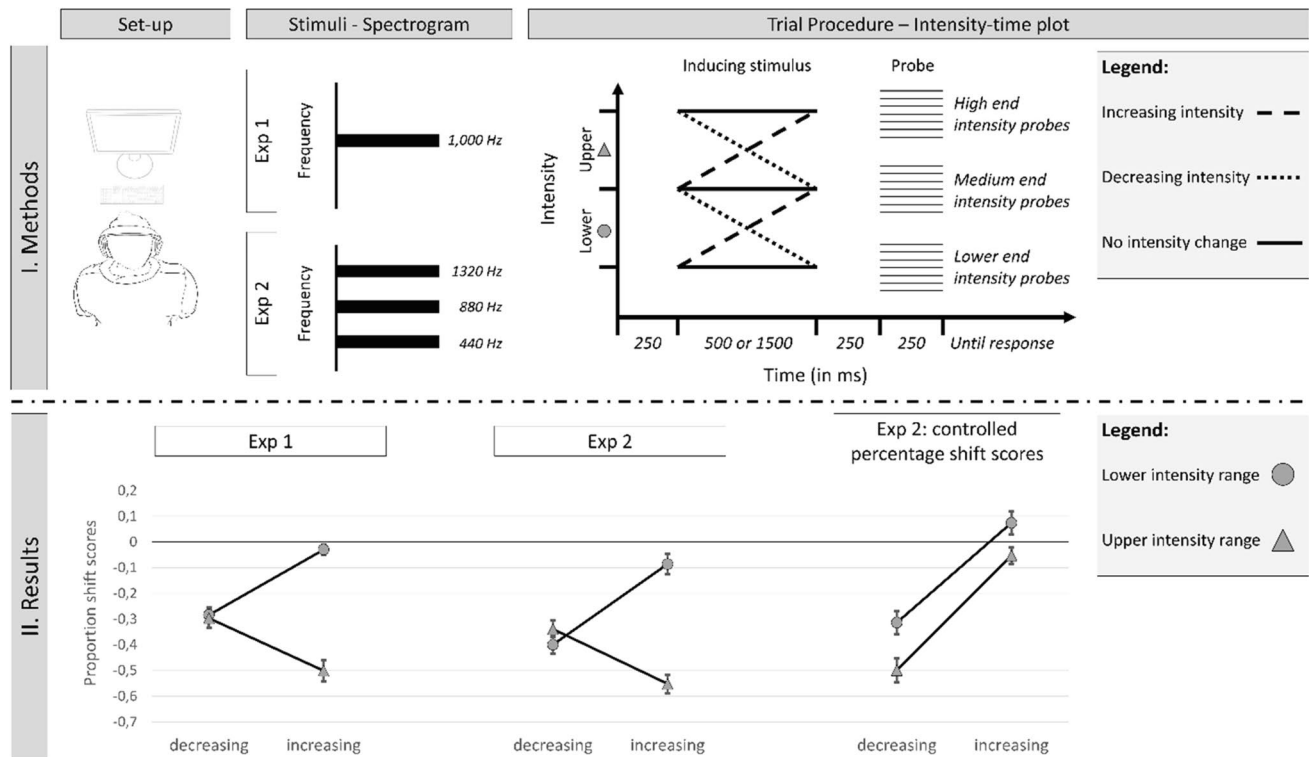 Set-up
Stimuli - Spectrogram
Trial Procedure – Intensity-time plot
I. Methods
Exp 1
Frequency
1,000 Hz
Exp 2
Frequency
1320 Hz
880 Hz
440 Hz
Inducing stimulus
Probe
Intensity
Upper
Lower
High end
intensity probes
Medium end
intensity probes
Lower end
intensity probes
250
500 or 1500
250
250
Until response
Time (in ms)
Legend:
Increasing intensity
Decreasing intensity
No intensity change
II. Results
Exp 1
Exp 2
Exp 2: controlled
percentage shift scores
Proportion shift scores
0,2
0,1
0
-0,1
-0,2
-0,3
-0,4
-0,5
-0,6
-0,7
decreasing
increasing
decreasing
increasing
decreasing
increasing
Legend:
Lower intensity range
Upper intensity range